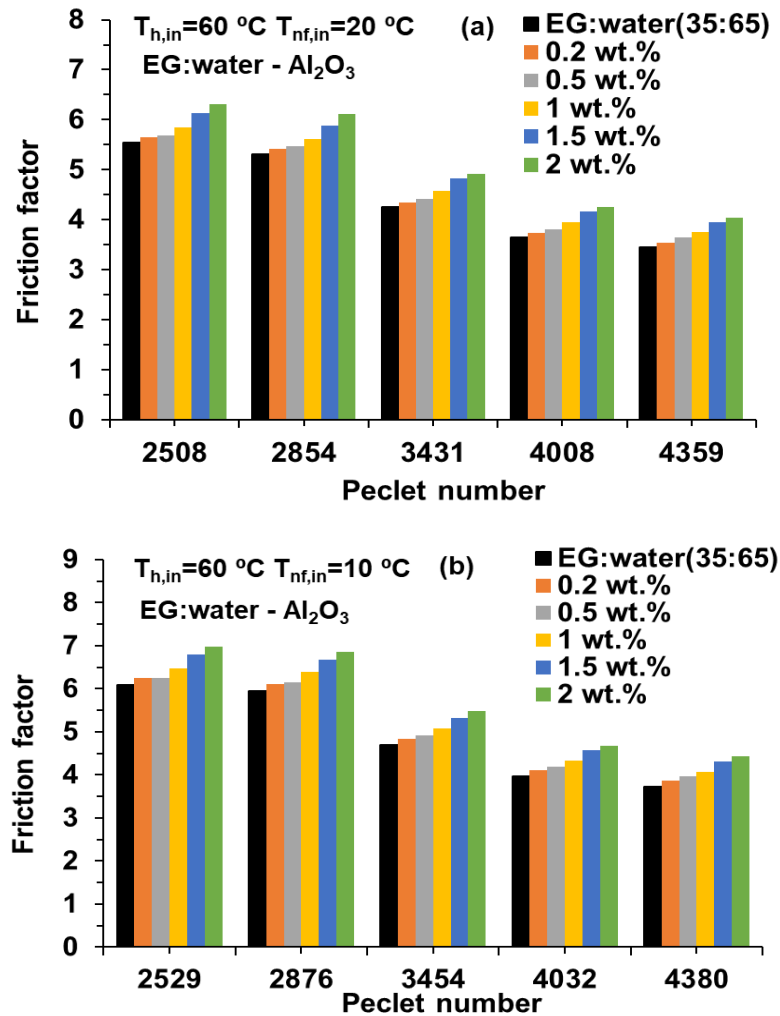 T_h,in=60 ºC T_nf,in=20 ºC (a)
EG:water - Al₂O₃
EG:water(35:65)
0.2 wt.%
0.5 wt.%
1 wt.%
1.5 wt.%
2 wt.%
Friction factor
8
7
6
5
4
3
2
1
0
2508 2854 3431 4008 4359
Peclet number
T_h,in=60 ºC T_nf,in=10 ºC (b)
EG:water - Al₂O₃
EG:water(35:65)
0.2 wt.%
0.5 wt.%
1 wt.%
1.5 wt.%
2 wt.%
Friction factor
9
8
7
6
5
4
3
2
1
0
2529 2876 3454 4032 4380
Peclet number